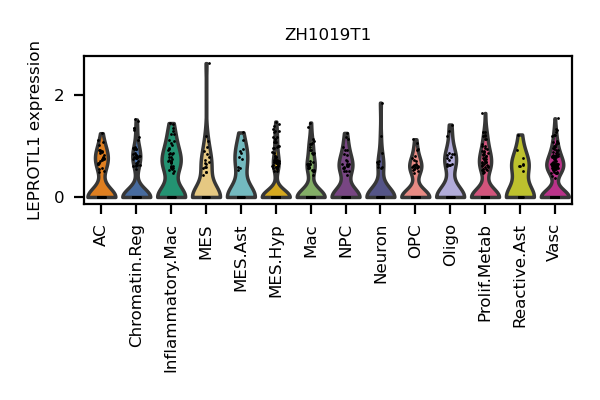 ZH1019T1
LEPROTL1 expression
2
0
AC
Chromatin.Reg
Inflammatory.Mac
MES
MES.Ast
MES.Hyp
Mac
NPC
Neuron
OPC
Oligo
Prolif.Metab
Reactive.Ast
Vasc